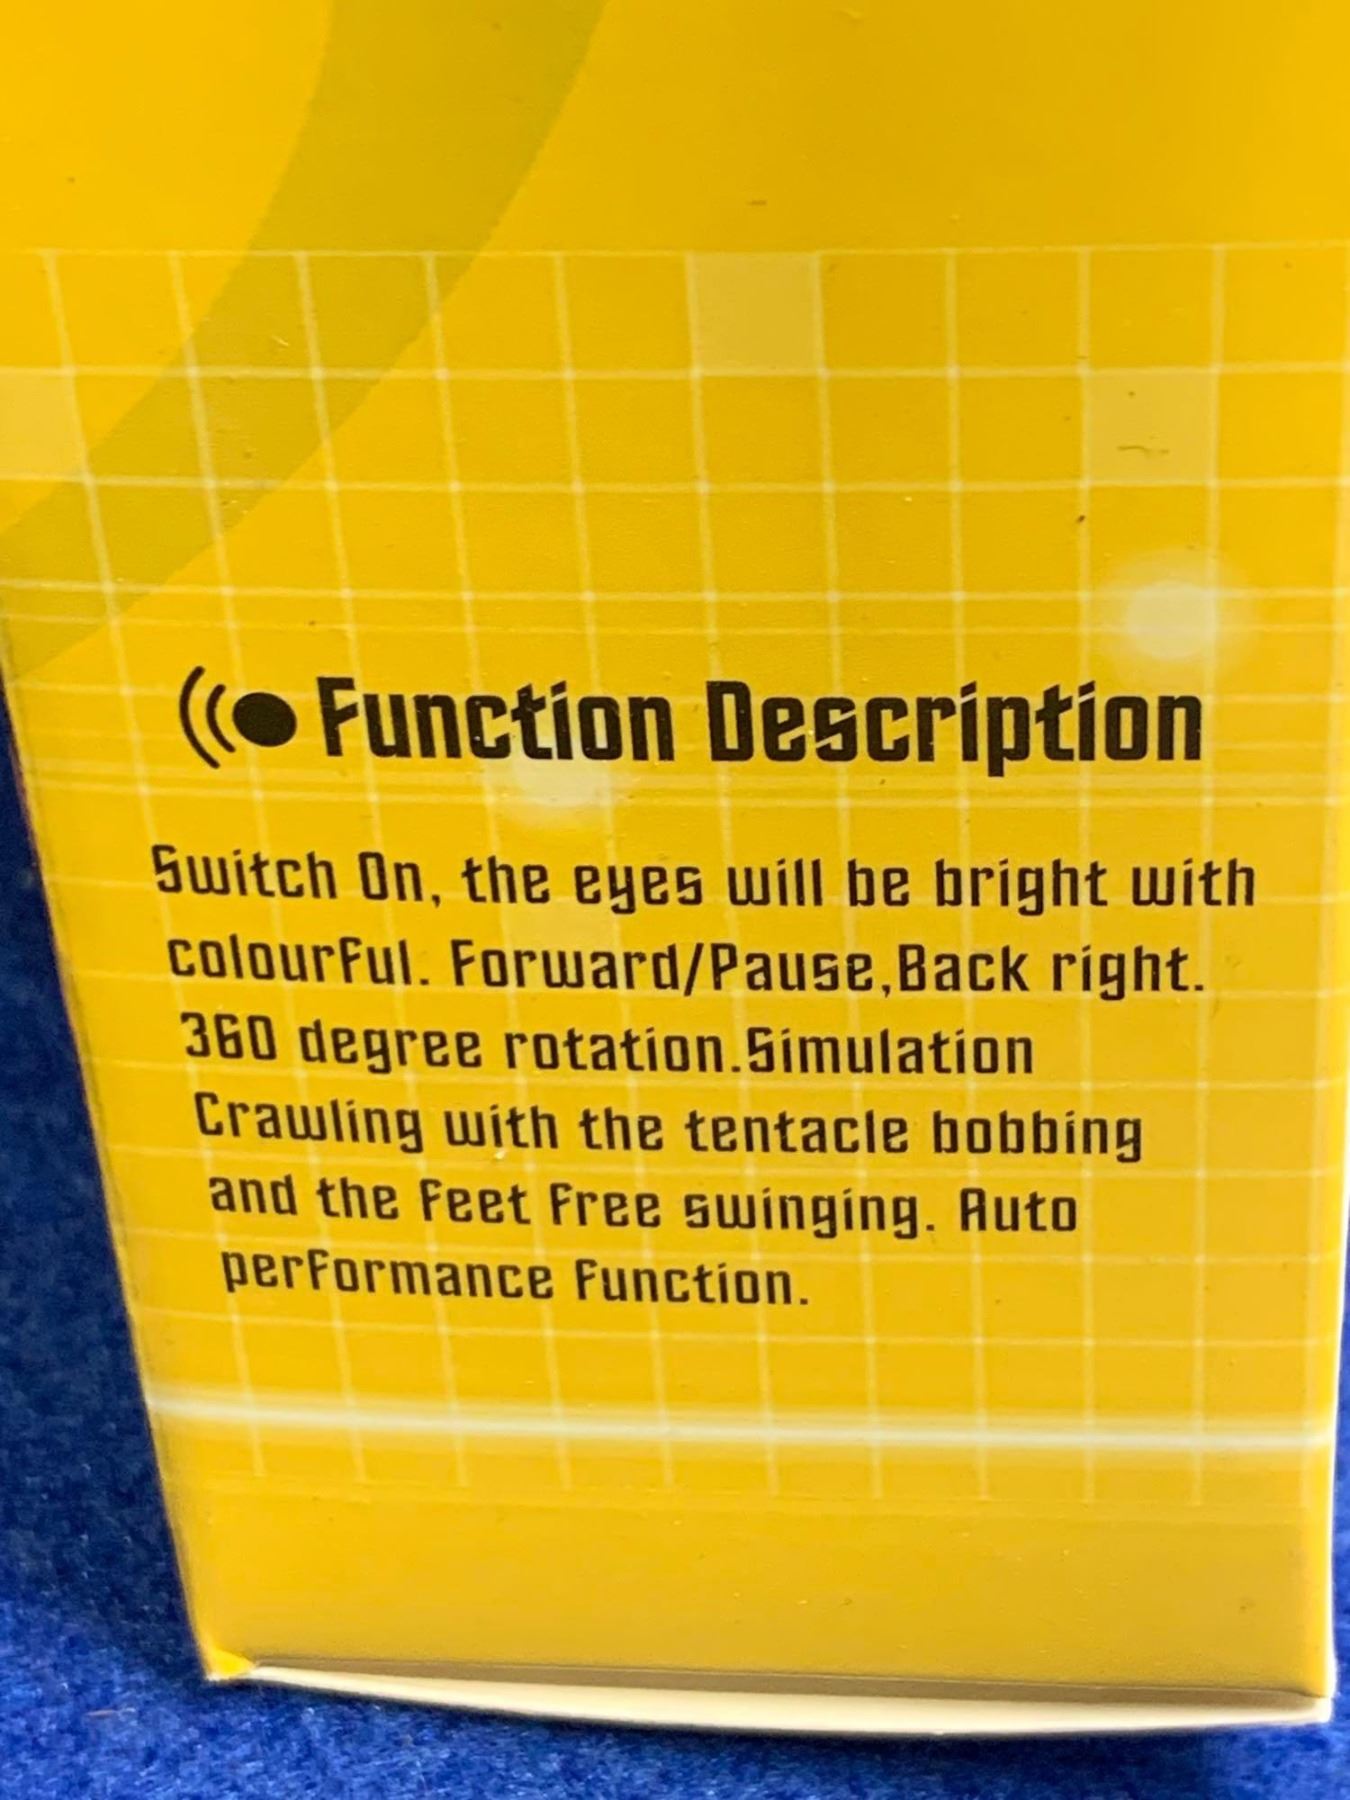 Function Description
Switch On, the eyes will be bright with
colourful. Forward/Pause,Back right.
360 degree rotation.Simulation
Crawling with the tentacle bobbing
and the feet free swinging. Auto
performance function.